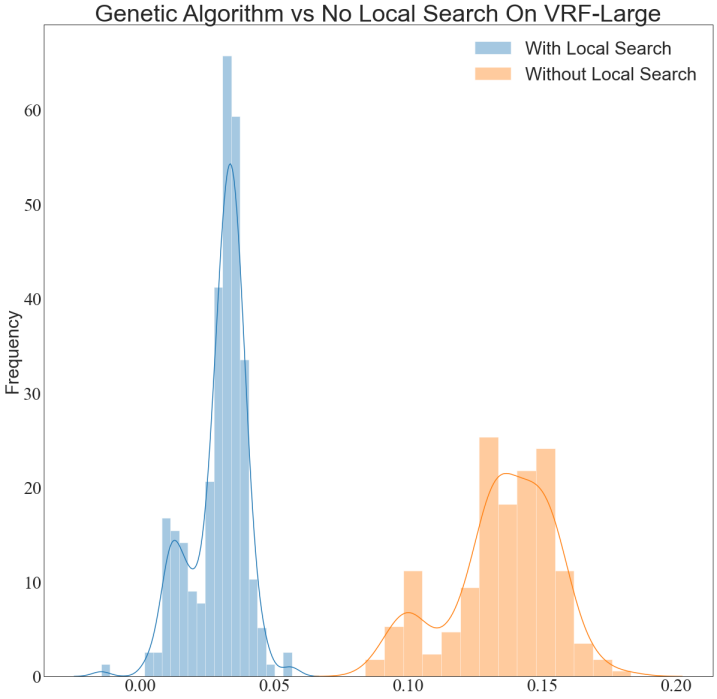 Genetic Algorithm vs No Local Search On VRF-Large
With Local Search
Without Local Search
Frequency
60
50
40
30
20
10
0
0.00 0.05 0.10 0.15 0.20